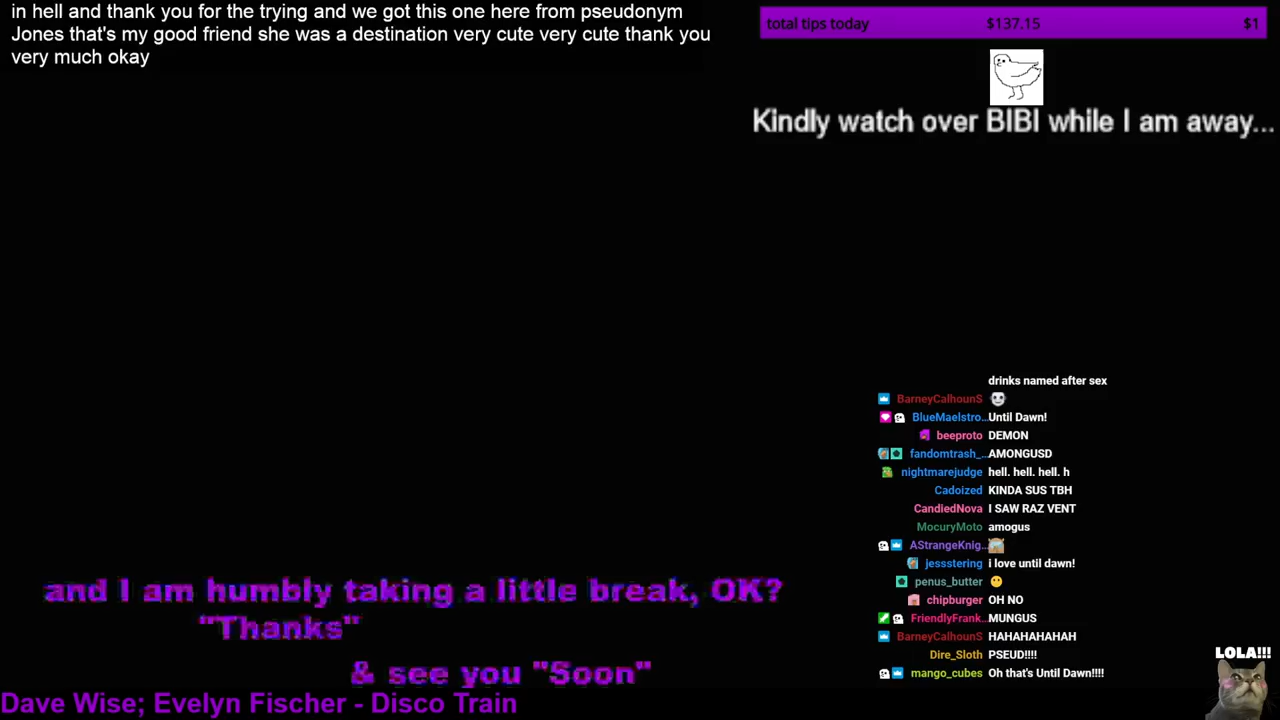 in hell and thank you for the trying and we got this one here from pseudonym
Jones that's my good friend she was a destination very cute very cute thank you
very much okay
total tips today $137.15 $1
Kindly watch over BIBI while I am away...
drinks named after sex
BarneyCalhounS
BlueMaelstro... Until Dawn!
beeproto DEMON
fandomtrash_... AMONGUSD
nightmarejudge hell. hell. hell. h
Cadoized KINDA SUS TBH
CandiedNova I SAW RAZ VENT
MocuryMoto amogus
AStrangeKnig...
jessstering i love until dawn!
penus_butter
chipburger OH NO
FriendlyFrank... MUNGUS
BarneyCalhounS HAHAHAHAHAH
Dire_Sloth PSEUD!!!!
mango_cubes Oh that's Until Dawn!!!!
and I am humbly taking a little break, OK?
"Thanks"
& see you "Soon"
LOLA!!!
Dave Wise; Evelyn Fischer - Disco Train